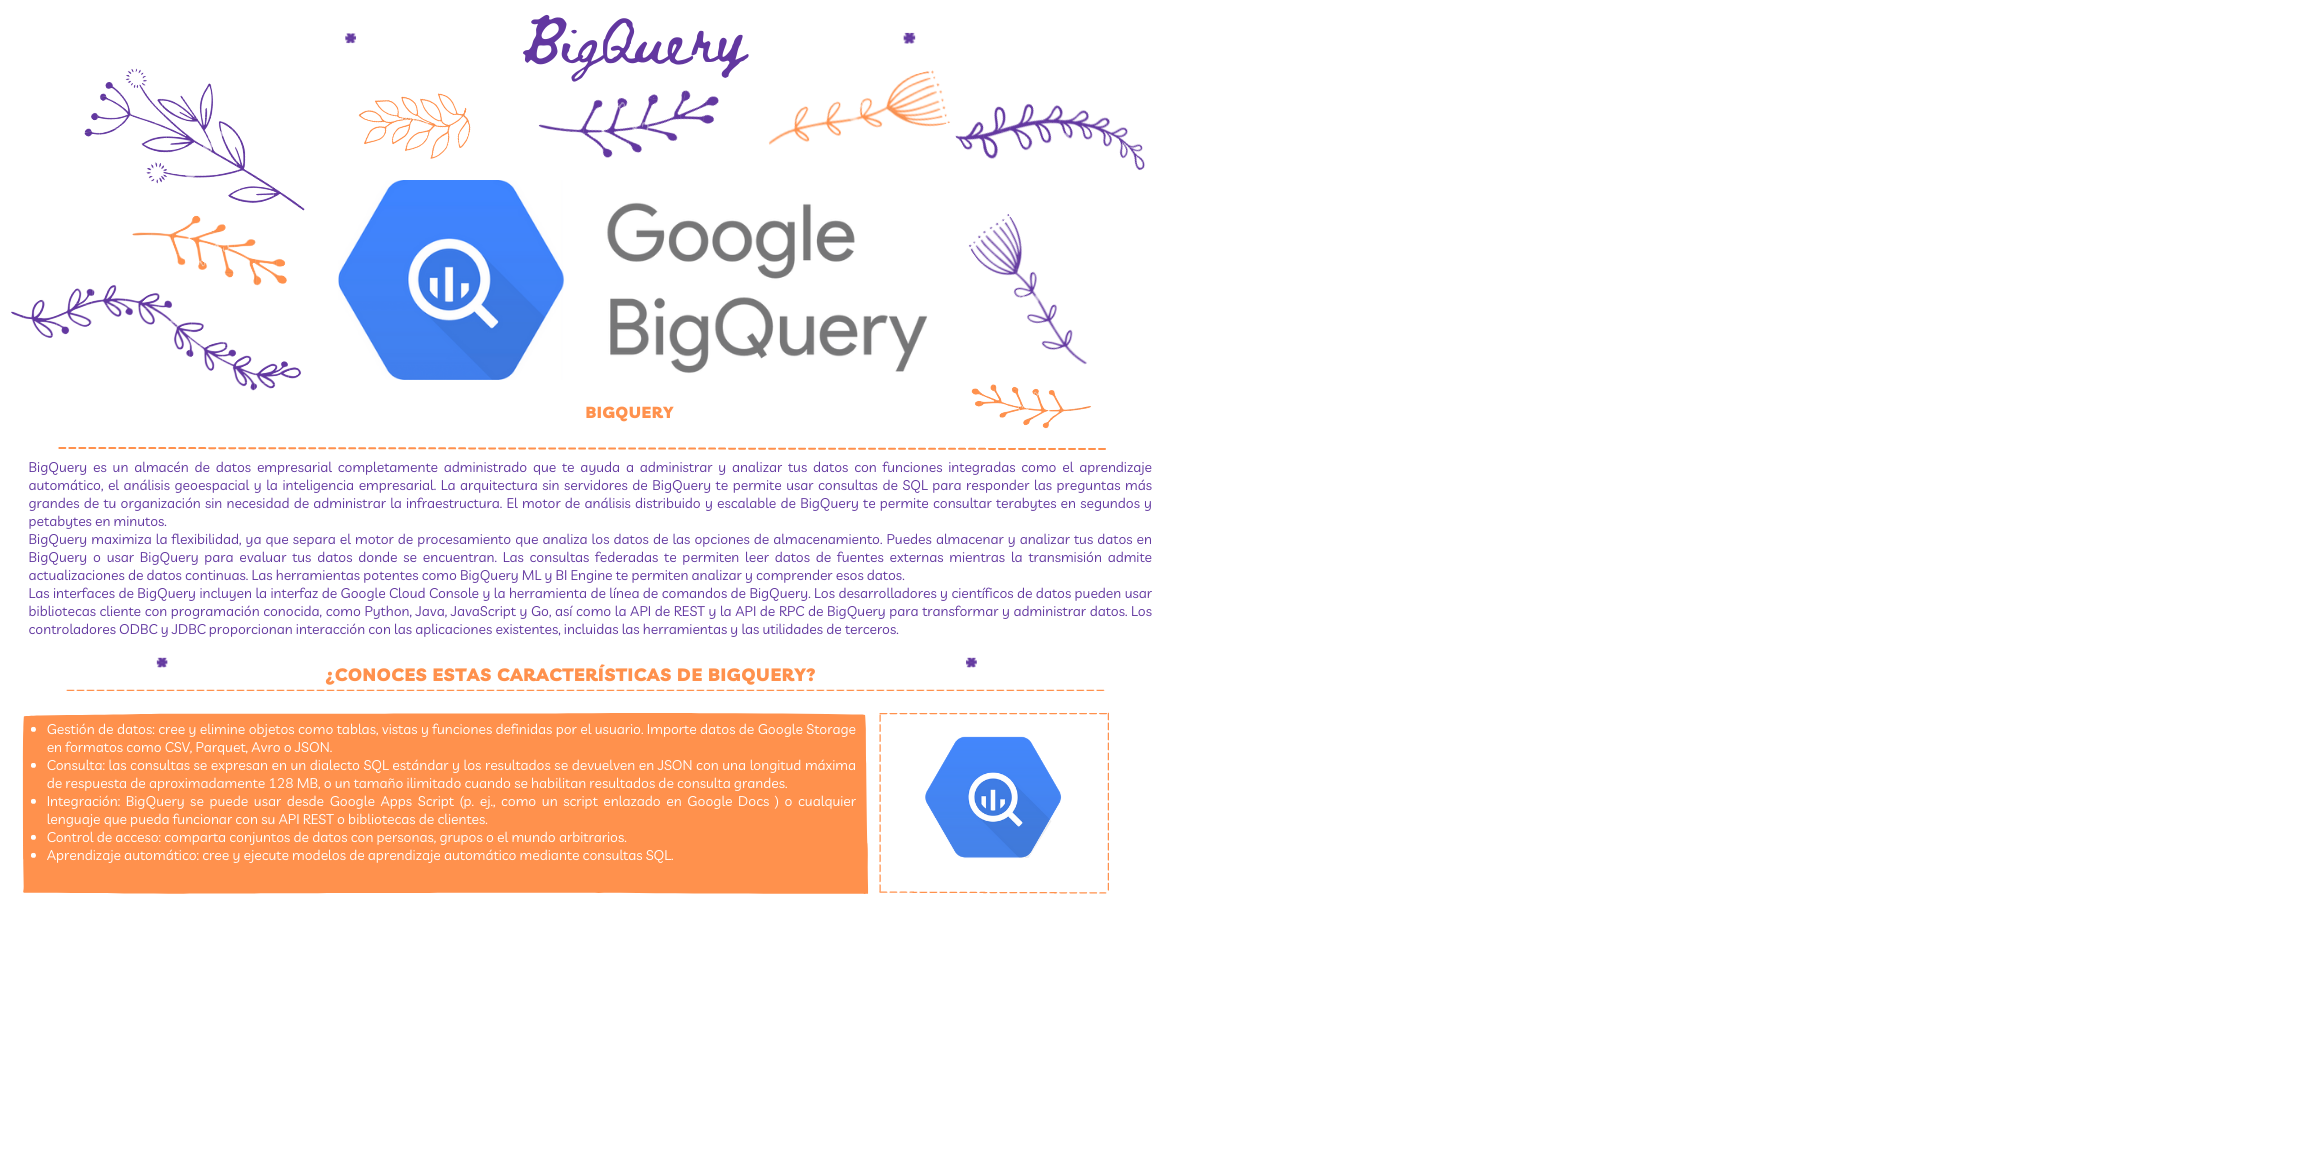 BigQuery
Google
BigQuery
BIGQUERY
BigQuery es un almacén de datos empresarial completamente administrado que te ayuda a administrar y analizar tus datos con funciones integradas como el aprendizaje
automático, el análisis geoespacial y la inteligencia empresarial. La arquitectura sin servidores de BigQuery te permite usar consultas de SQL para responder las preguntas más
grandes de tu organización sin necesidad de administrar la infraestructura. El motor de análisis distribuido y escalable de BigQuery te permite consultar terabytes en segundos y
petabytes en minutos.
BigQuery maximiza la flexibilidad, ya que separa el motor de procesamiento que analiza los datos de las opciones de almacenamiento. Puedes almacenar y analizar tus datos en
BigQuery o usar BigQuery para evaluar tus datos donde se encuentran. Las consultas federadas te permiten leer datos de fuentes externas mientras la transmisión admite
actualizaciones de datos continuas. Las herramientas potentes como BigQuery ML y BI Engine te permiten analizar y comprender esos datos.
Las interfaces de BigQuery incluyen la interfaz de Google Cloud Console y la herramienta de línea de comandos de BigQuery. Los desarrolladores y científicos de datos pueden usar
bibliotecas cliente con programación conocida, como Python, Java, JavaScript y Go, así como la API de REST y la API de RPC de BigQuery para transformar y administrar datos. Los
controladores ODBC y JDBC proporcionan interacción con las aplicaciones existentes, incluidas las herramientas y las utilidades de terceros.
¿CONOCES ESTAS CARACTERÍSTICAS DE BIGQUERY?
• Gestión de datos: cree y elimine objetos como tablas, vistas y funciones definidas por el usuario. Importe datos de Google Storage
en formatos como CSV, Parquet, Avro o JSON.
• Consulta: las consultas se expresan en un dialecto SQL estándar y los resultados se devuelven en JSON con una longitud máxima
de respuesta de aproximadamente 128 MB, o un tamaño ilimitado cuando se habilitan resultados de consulta grandes.
• Integración: BigQuery se puede usar desde Google Apps Script (p. ej., como un script enlazado en Google Docs ) o cualquier
lenguaje que pueda funcionar con su API REST o bibliotecas de clientes.
• Control de acceso: comparta conjuntos de datos con personas, grupos o el mundo arbitrarios.
• Aprendizaje automático: cree y ejecute modelos de aprendizaje automático mediante consultas SQL.